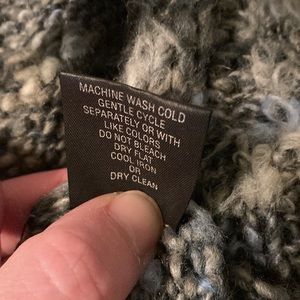 MACHINE WASH COLD
GENTLE CYCLE
SEPARATELY OR WITH
LIKE COLORS
DO NOT BLEACH
DRY FLAT
COOL IRON
OR
DRY CLEAN